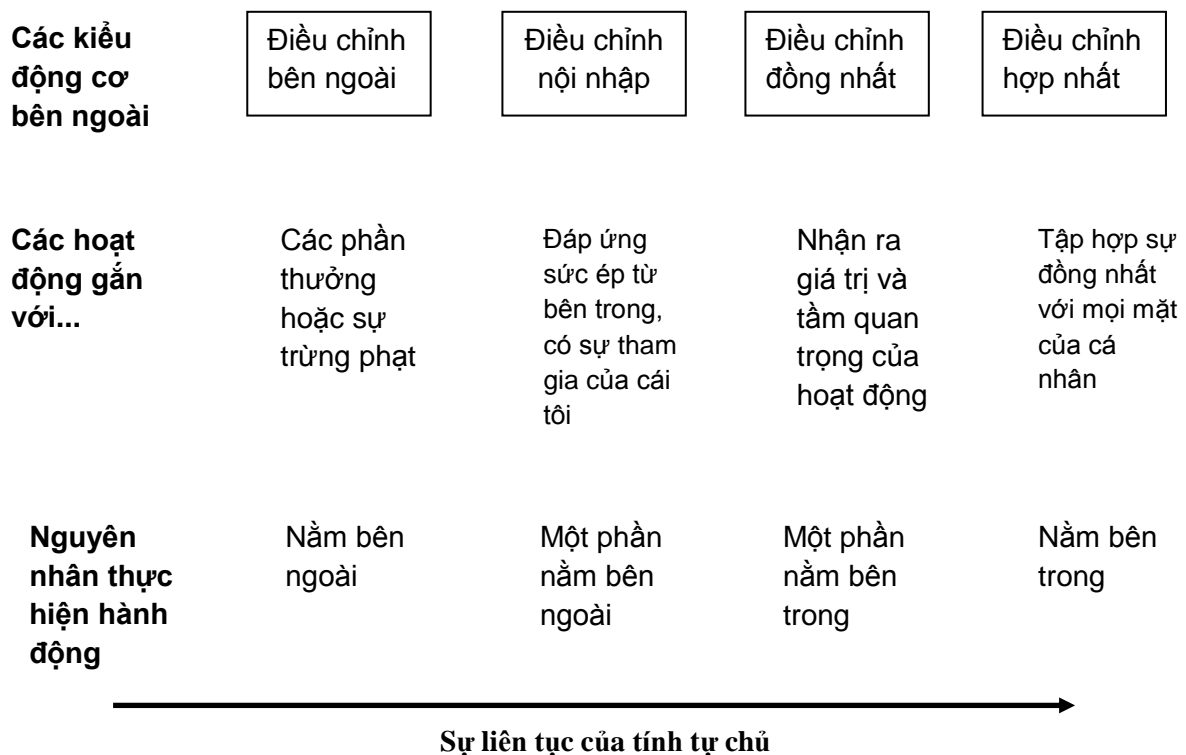 Các kiểu
động cơ
bên ngoài
Điều chỉnh
bên ngoài
Điều chỉnh
nội nhập
Điều chỉnh
đồng nhất
Điều chỉnh
hợp nhất
Các hoạt
động gắn
với...
Các phần
thưởng
hoặc sự
trừng phạt
Đáp ứng
sức ép từ
bên trong,
có sự tham
gia của cái
tôi
Nhận ra
giá trị và
tầm quan
trọng của
hoạt động
Tập hợp sự
đồng nhất
với mọi mặt
của cá
nhân
Nguyên
nhân thực
hiện hành
động
Nằm bên
ngoài
Một phần
nằm bên
ngoài
Một phần
nằm bên
trong
Nằm bên
trong
Sự liên tục của tính tự chủ